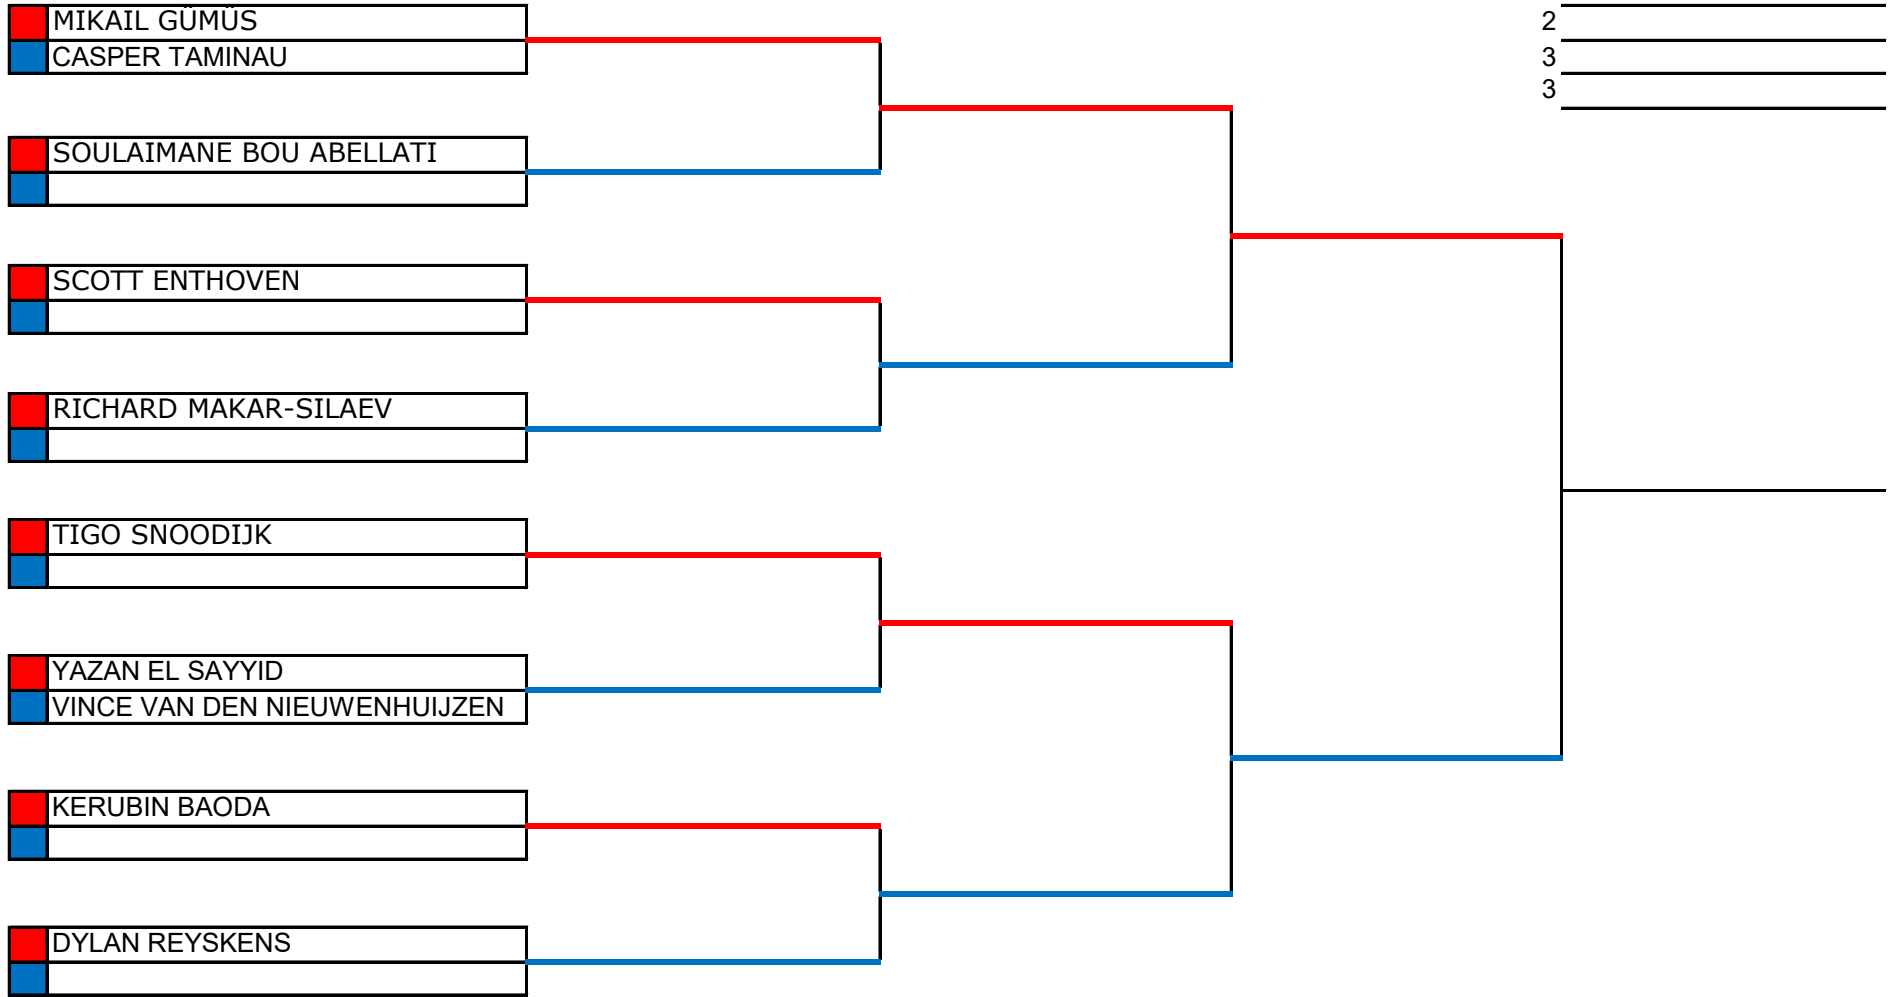 MIKAIL GÜMÜS
CASPER TAMINAU
2
3
3
SOULAIMANE BOU ABELLATI
SCOTT ENTHOVEN
RICHARD MAKAR-SILAEV
TIGO SNOODIJK
YAZAN EL SAYYID
VINCE VAN DEN NIEUWENHUIJZEN
KERUBIN BAODA
DYLAN REYSKENS